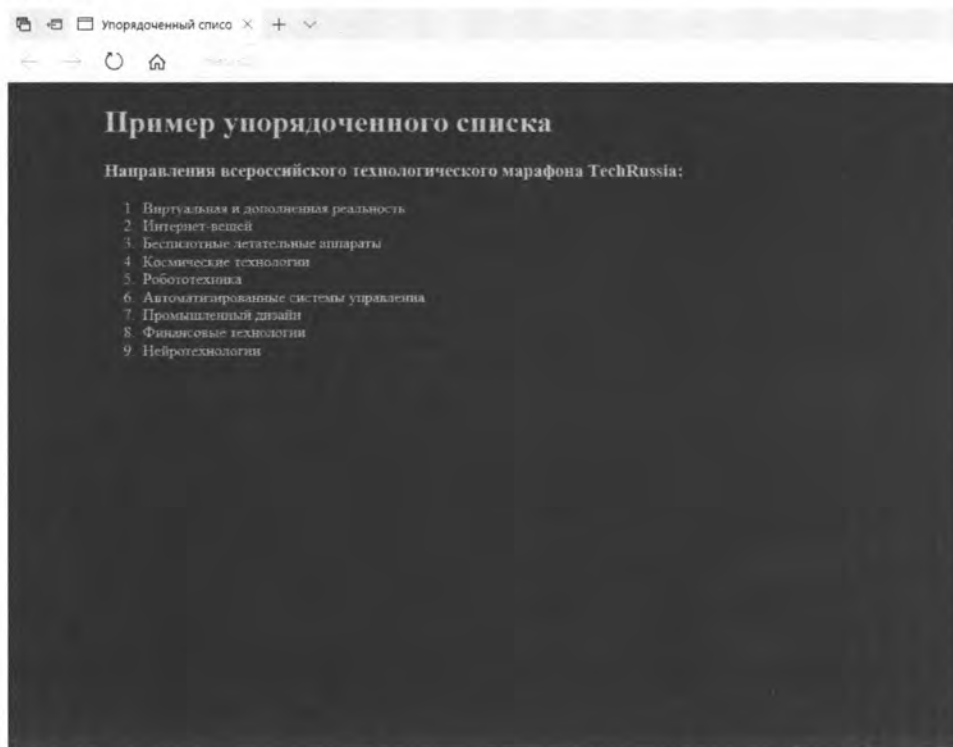 Упорядоченный списо
Пример упорядоченного списка
Направления всероссийского технологического марафона TechRussia:
1 Виртуальная и дополненная реальность
2 Интернет-вещей
3. Беспилотные летательные аппараты
4 Космические технологии
5. Робототехника
6 Автоматизированные системы управления
7. Промышленный дизайн
8. Финансовые технологии
9 Нейротехнологии